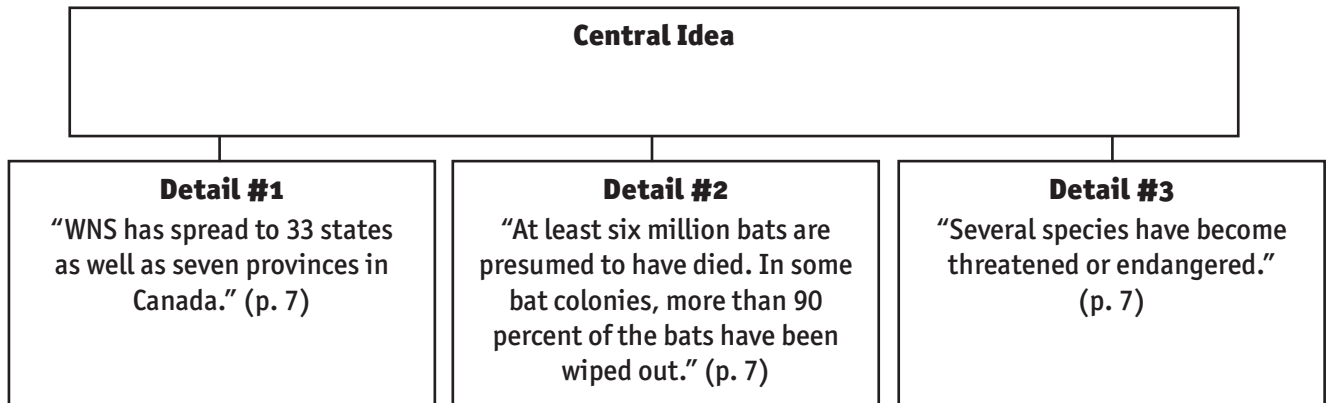 Central Idea
Detail #1
“WNS has spread to 33 states
as well as seven provinces in
Canada.” (p. 7)
Detail #2
“At least six million bats are
presumed to have died. In some
bat colonies, more than 90
percent of the bats have been
wiped out.” (p. 7)
Detail #3
“Several species have become
threatened or endangered.”
(p. 7)